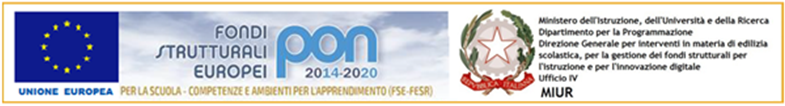 FONDI
STRUTTURALI
EUROPEI
pon
2014-2020
UNIONE EUROPEA
PER LA SCUOLA - COMPETENZE E AMBIENTI PER L'APPRENDIMENTO (FSE-FESR)
REPVBBLICA ITALIANA
Ministero dell'Istruzione, dell'Università e della Ricerca
Dipartimento per la Programmazione
Direzione Generale per interventi in materia di edilizia
scolastica, per la gestione dei fondi strutturali per
l'istruzione e per l'innovazione digitale
Ufficio IV
MIUR